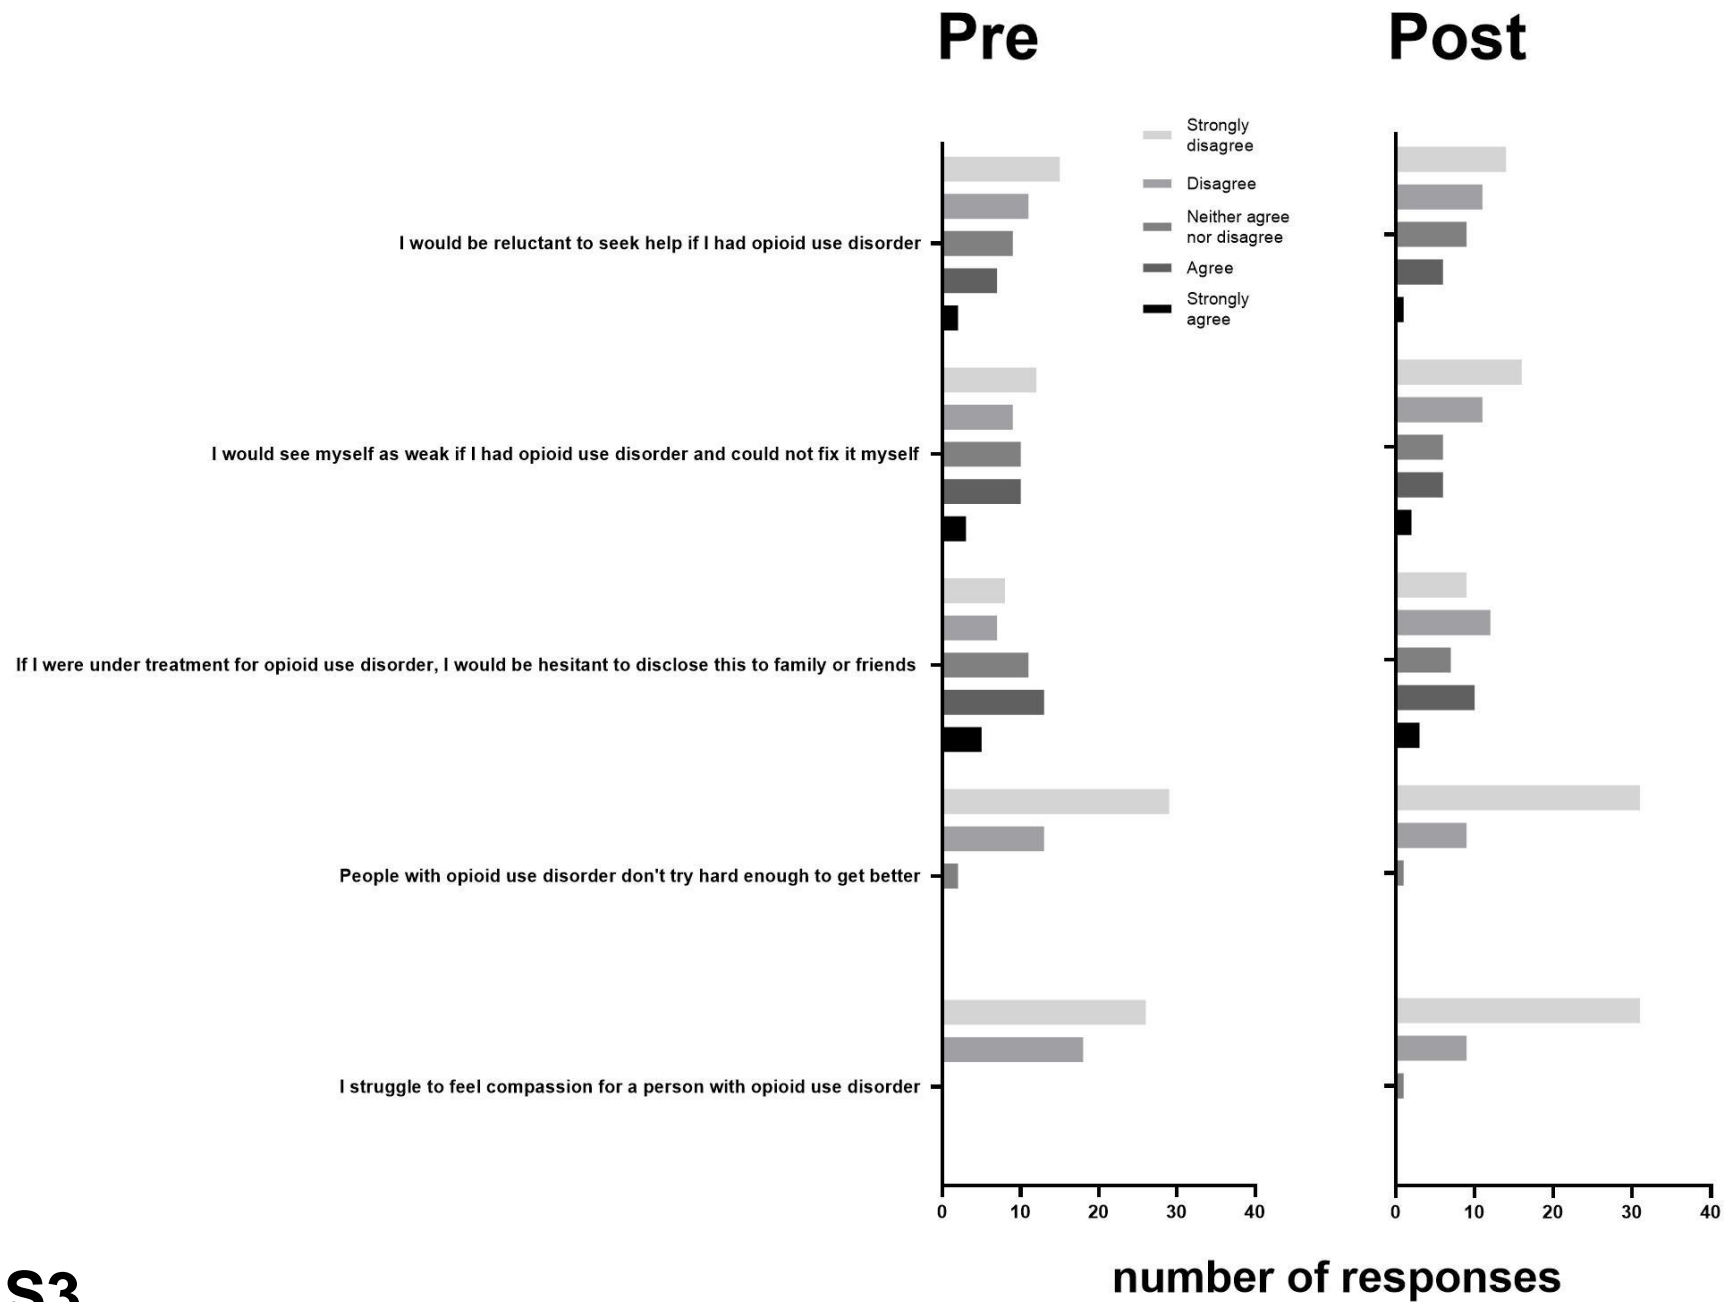 Pre
Post
Strongly
disagree
Disagree
Neither agree
nor disagree
Agree
Strongly
agree
I would be reluctant to seek help if I had opioid use disorder
I would see myself as weak if I had opioid use disorder and could not fix it myself
If I were under treatment for opioid use disorder, I would be hesitant to disclose this to family or friends
People with opioid use disorder don't try hard enough to get better
I struggle to feel compassion for a person with opioid use disorder
0 10 20 30 40
0 10 20 30 40
number of responses
S3